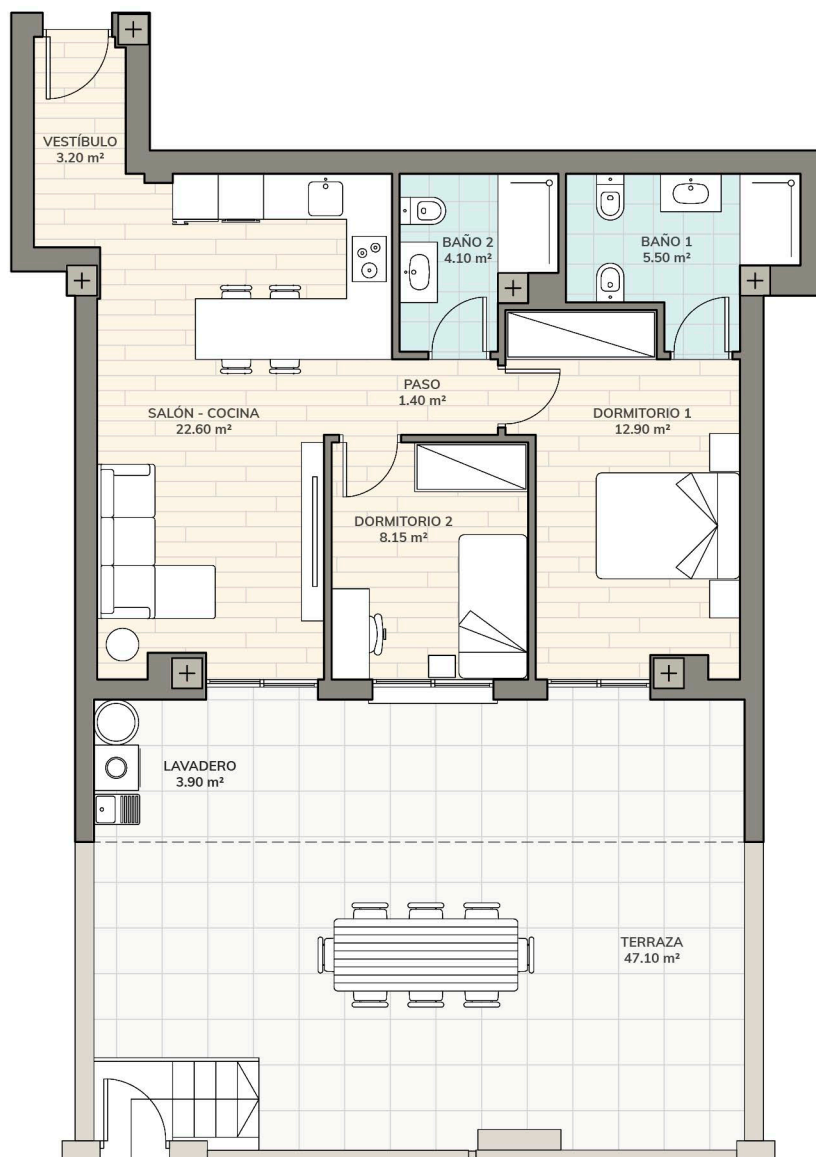 VESTÍBULO
3.20 m²
BAÑO 2
4.10 m²
BAÑO 1
5.50 m²
PASO
1.40 m²
SALÓN - COCINA
22.60 m²
DORMITORIO 1
12.90 m²
DORMITORIO 2
8.15 m²
LAVADERO
3.90 m²
TERRAZA
47.10 m²